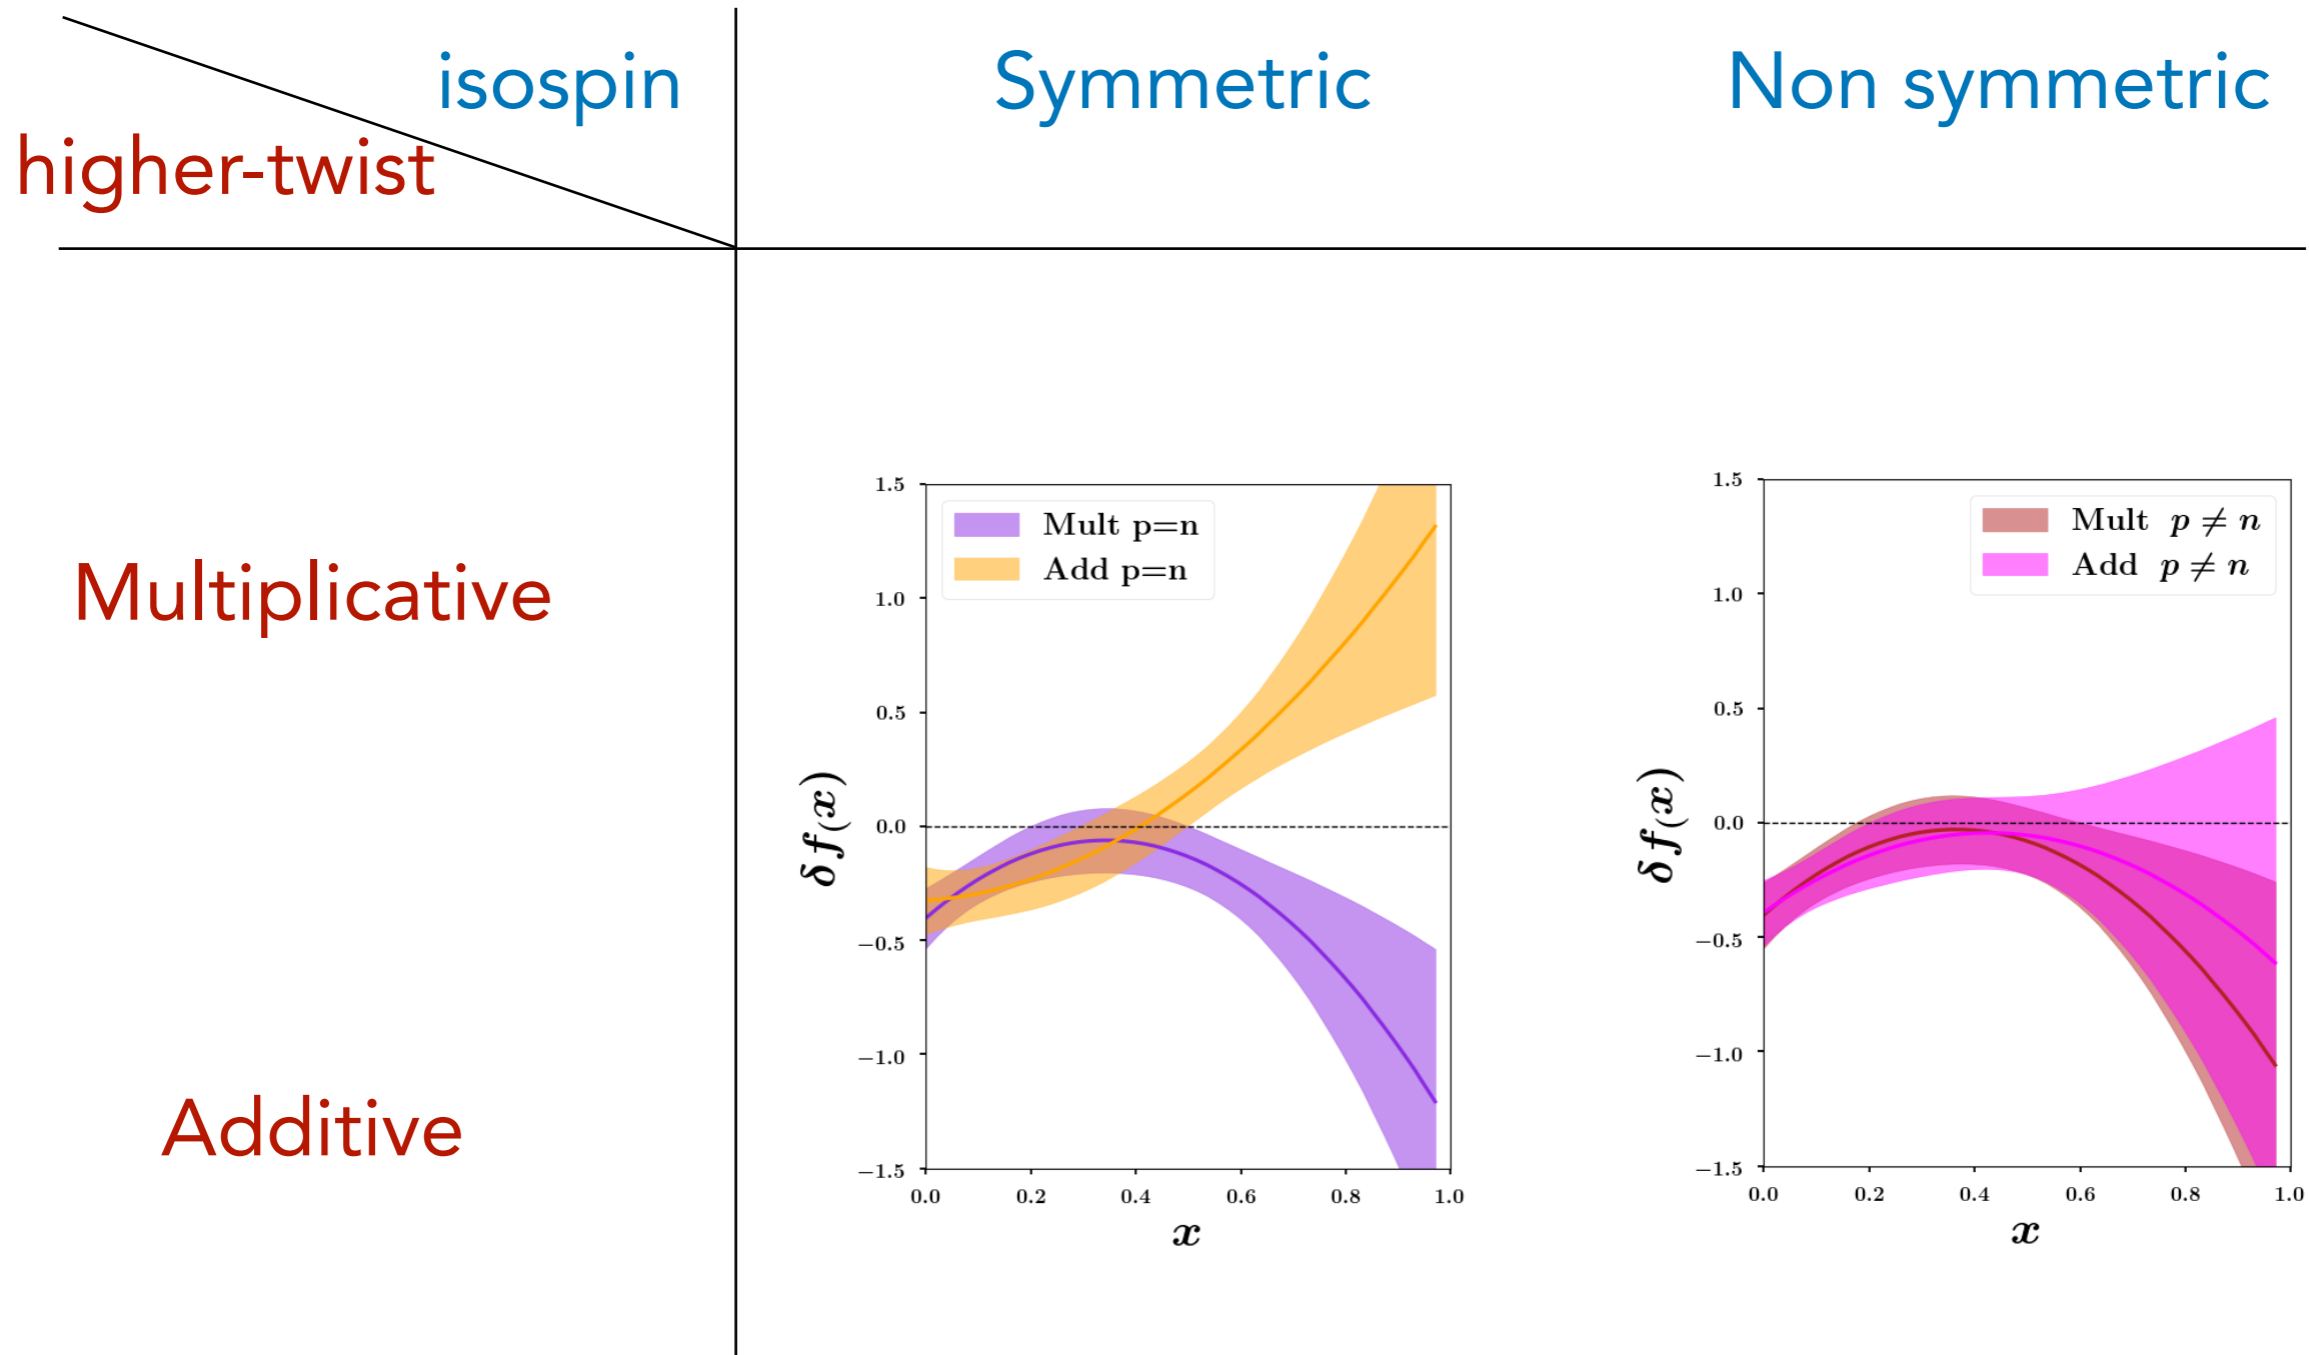 isospin
Symmetric
Non symmetric
higher-twist
Multiplicative
Additive
1.5
1.0
0.5
0.0
−0.5
−1.0
−1.5
δf(x)
Mult p=n
Add p=n
0.0 0.2 0.4 0.6 0.8 1.0
x
1.5
1.0
0.5
0.0
−0.5
−1.0
−1.5
δf(x)
Mult p ≠ n
Add p ≠ n
0.0 0.2 0.4 0.6 0.8 1.0
x